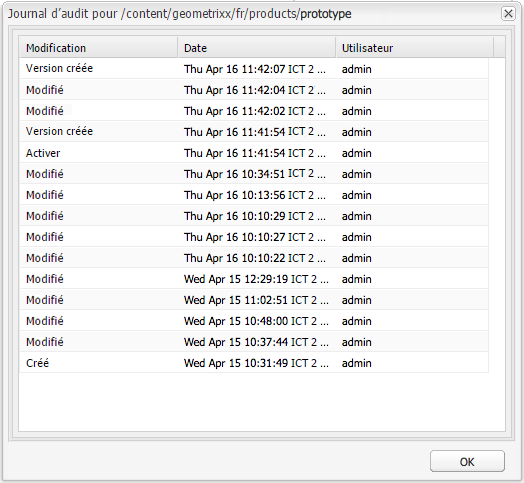 Journal d'audit pour /content/geometrixx/fr/products/prototype
Modification Date Utilisateur
Version créée Thu Apr 16 11:42:07 ICT 2 ... admin
Modifié Thu Apr 16 11:42:04 ICT 2 ... admin
Modifié Thu Apr 16 11:42:02 ICT 2 ... admin
Version créée Thu Apr 16 11:41:54 ICT 2 ... admin
Activer Thu Apr 16 11:41:54 ICT 2 ... admin
Modifié Thu Apr 16 10:34:51 ICT 2 ... admin
Modifié Thu Apr 16 10:13:56 ICT 2 ... admin
Modifié Thu Apr 16 10:10:29 ICT 2 ... admin
Modifié Thu Apr 16 10:10:27 ICT 2 ... admin
Modifié Thu Apr 16 10:10:22 ICT 2 ... admin
Modifié Wed Apr 15 12:29:19 ICT 2 ... admin
Modifié Wed Apr 15 11:02:51 ICT 2 ... admin
Modifié Wed Apr 15 10:48:00 ICT 2 ... admin
Modifié Wed Apr 15 10:37:44 ICT 2 ... admin
Créé Wed Apr 15 10:31:49 ICT 2 ... admin
OK